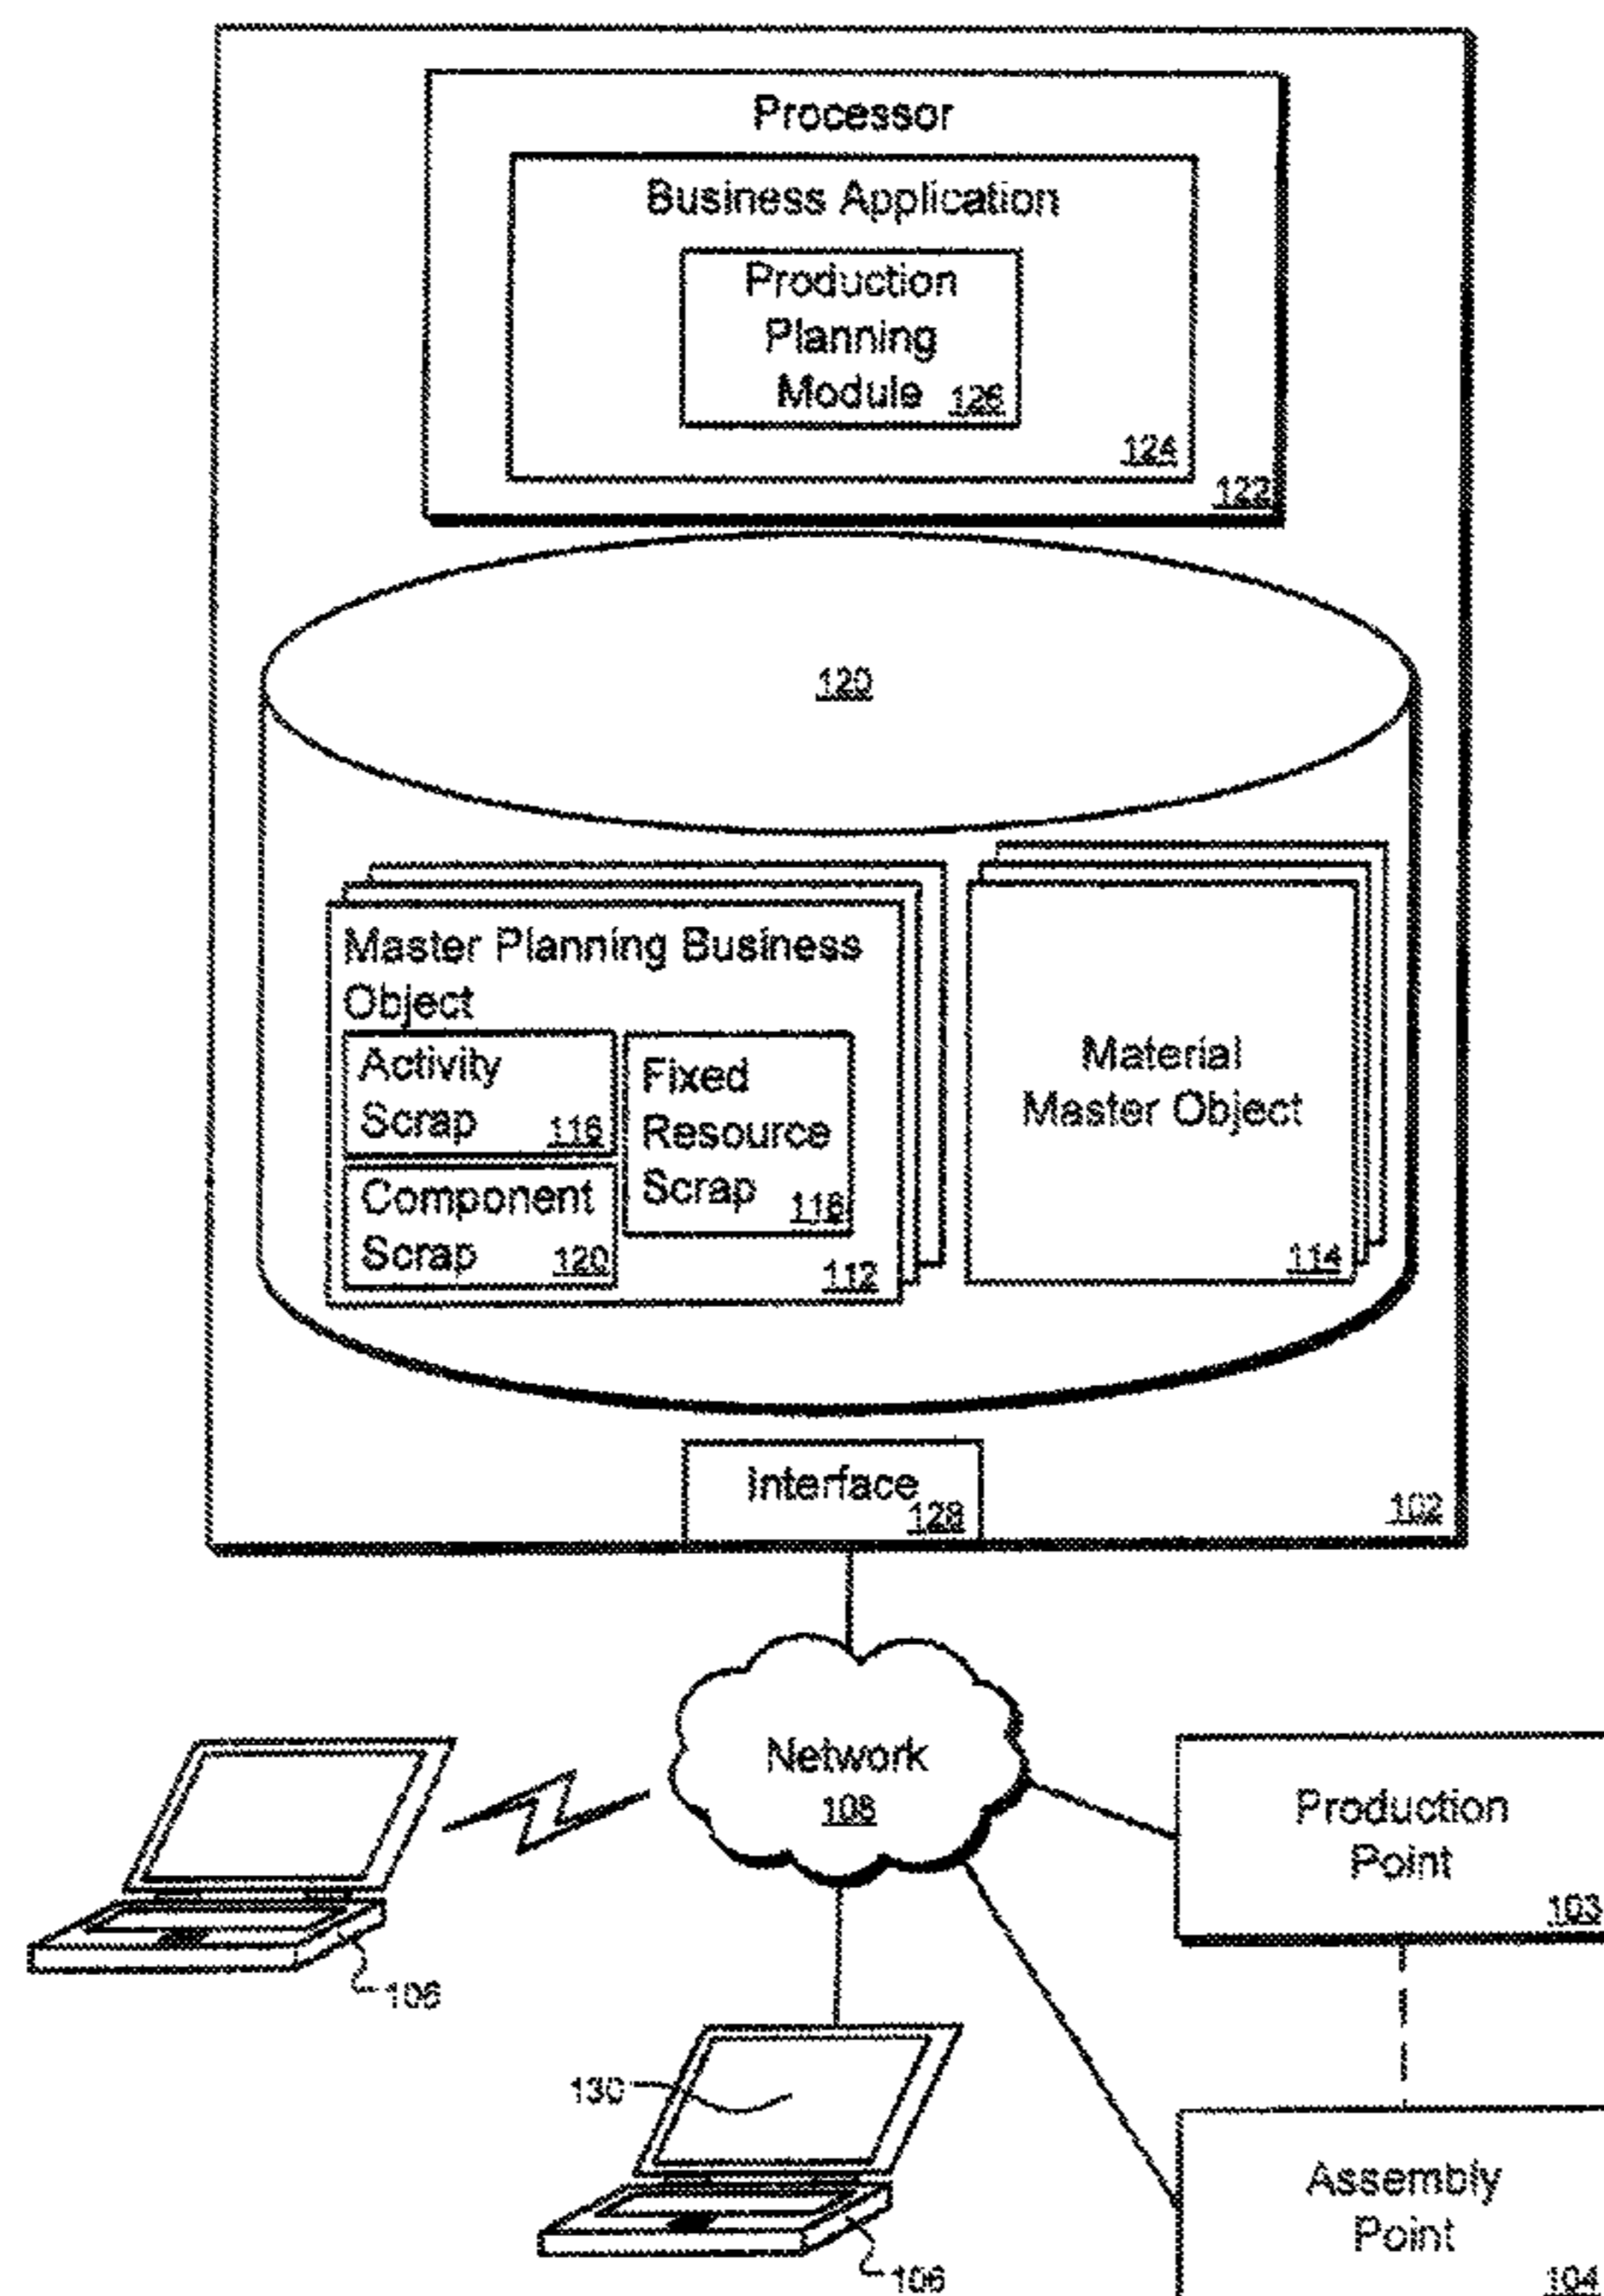 Processor
Business Application
Production
Planning
Module 126
124
122
120
Master Planning Business
Object
Activity
Scrap 116
Component
Scrap 120
Fixed
Resource
Scrap 118
112
Material
Master Object
114
Interface
128
102
Network
108
Production
Point
103
106
130
Assembly
Point
104
106